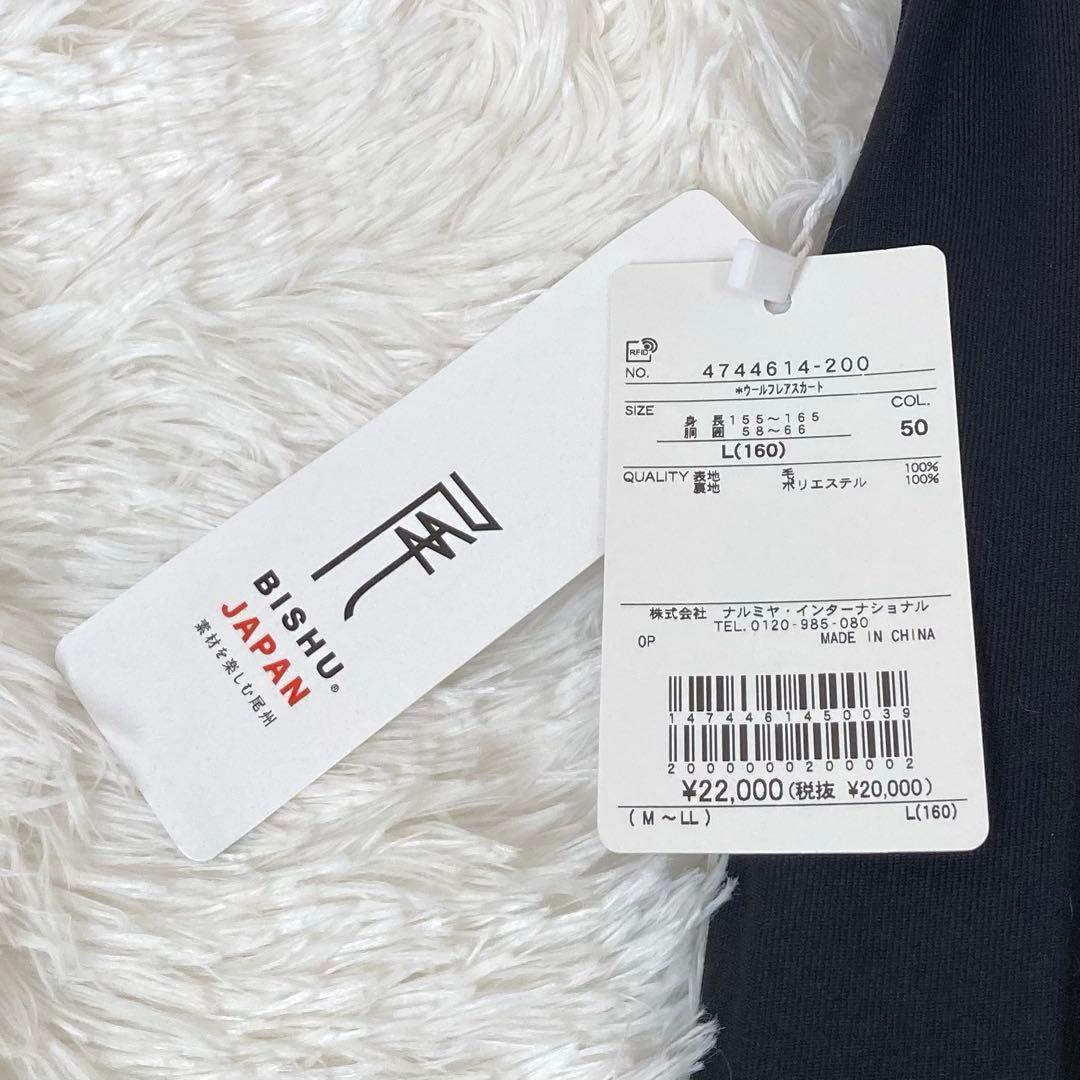 尾
BISHU
JAPAN®
素材を楽しむ尾州
RFID
NO. 4744614-200
*ウールフレアスカート
SIZE COL.
身 長 155~165
胴 囲 58~66 50
L(160)
QUALITY 表地 毛 100%
裏地 ポリエステル 100%
株式会社 ナルミヤ・インターナショナル
TEL.0120-985-080
OP MADE IN CHINA
1474461450039
2000000200002
¥22,000(税抜 ¥20,000)
(M~LL) L(160)